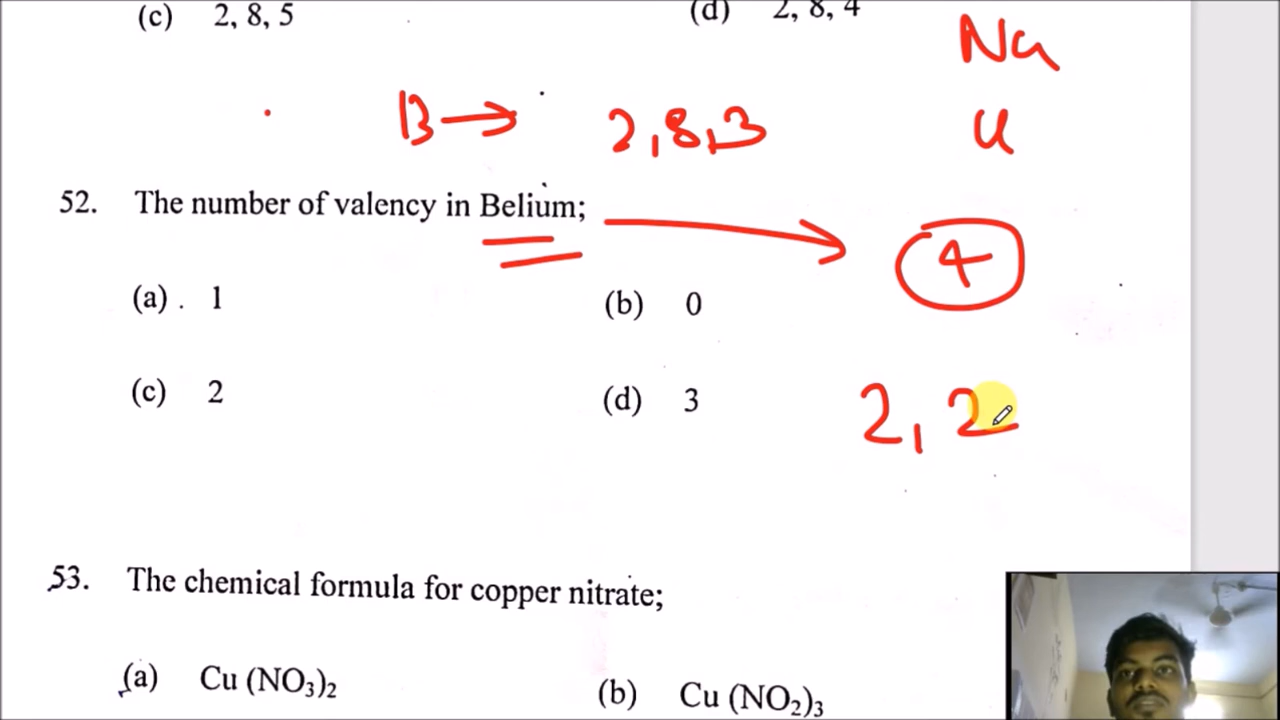 (c) 2, 8, 5 (d) 2, 8, 4
Na
13 → 2,8,3
52. The number of valency in Belium; → 4
(a) . 1 (b) 0
(c) 2 (d) 3
2, 2
53. The chemical formula for copper nitrate;
(a) Cu (NO₃)₂ (b) Cu (NO₂)₃